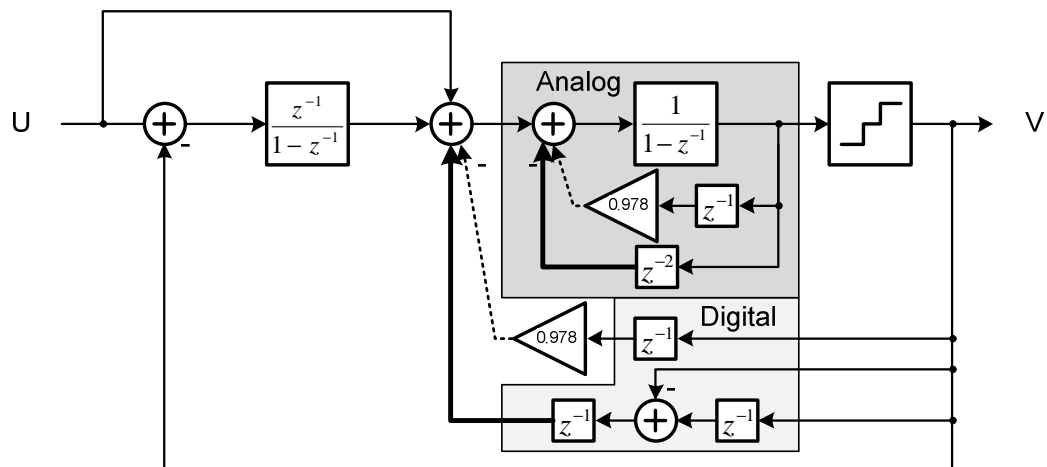 Analog
U
-
z⁻¹
1 - z⁻¹
-
-
1
1 - z⁻¹
V
0.978
z⁻¹
z⁻²
Digital
0.978
z⁻¹
-
z⁻¹
z⁻¹